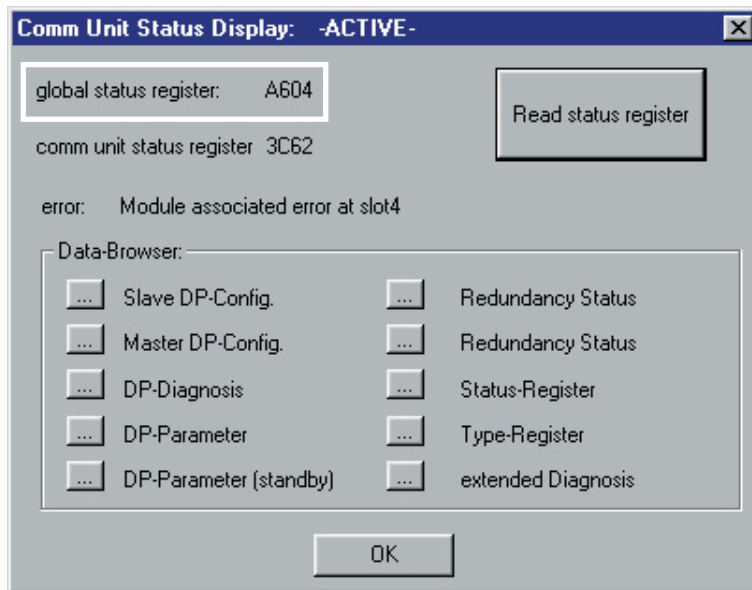 Comm Unit Status Display: -ACTIVE-
global status register: A604
Read status register
comm unit status register 3C62
error: Module associated error at slot4
Data-Browser:
... Slave DP-Config. ... Redundancy Status
... Master DP-Config. ... Redundancy Status
... DP-Diagnosis ... Status-Register
... DP-Parameter ... Type-Register
... DP-Parameter (standby) ... extended Diagnosis
OK